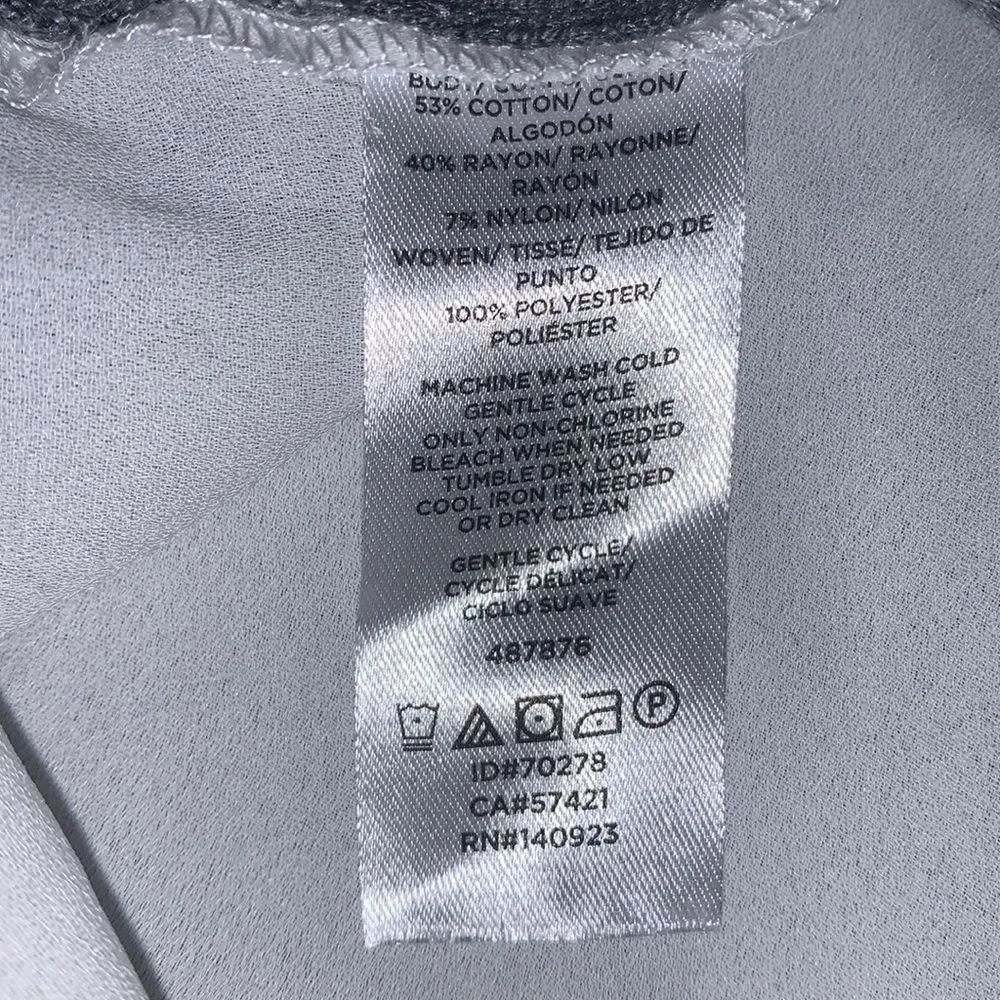 BODY/
53% COTTON/ COTON/
ALGODÓN
40% RAYON/ RAYONNE/
RAYÓN
7% NYLON/ NILÓN
WOVEN/ TISSÉ/ TEJIDO DE
PUNTO
100% POLYESTER/
POLIÉSTER
MACHINE WASH COLD
GENTLE CYCLE
ONLY NON-CHLORINE
BLEACH WHEN NEEDED
TUMBLE DRY LOW
COOL IRON IF NEEDED
OR DRY CLEAN
GENTLE CYCLE/
CYCLE DÉLICAT/
CICLO SUAVE
487876
P
ID#70278
CA#57421
RN#140923